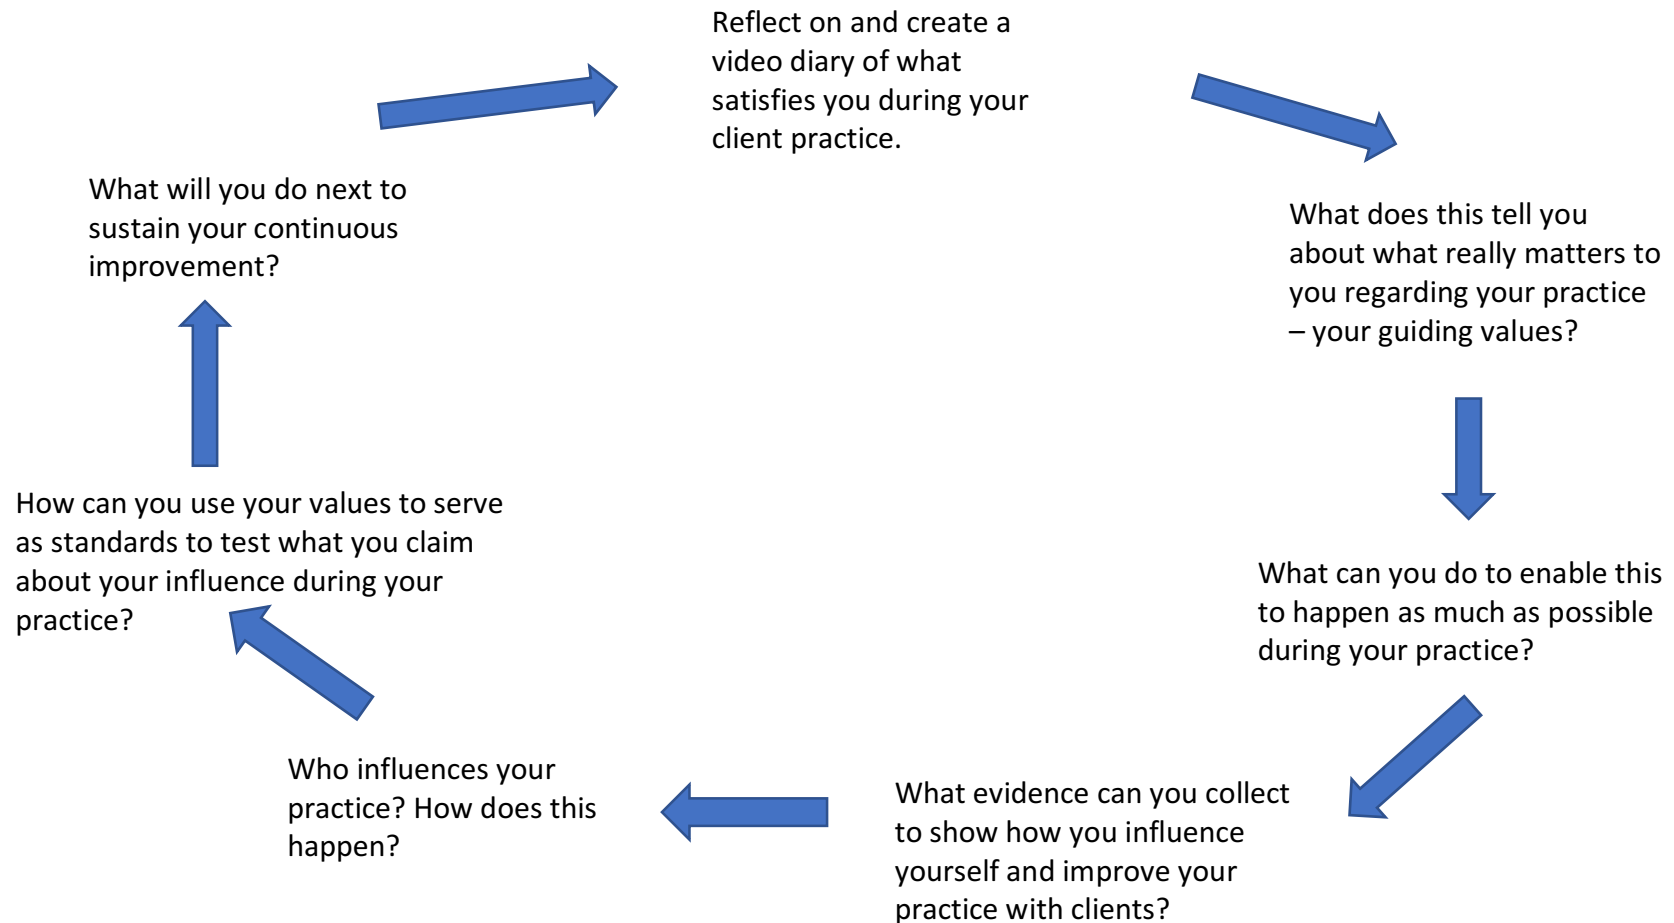 Reflect on and create a
video diary of what
satisfies you during your
client practice.
What does this tell you
about what really matters to
you regarding your practice
– your guiding values?
What can you do to enable this
to happen as much as possible
during your practice?
What evidence can you collect
to show how you influence
yourself and improve your
practice with clients?
Who influences your
practice? How does this
happen?
How can you use your values to serve
as standards to test what you claim
about your influence during your
practice?
What will you do next to
sustain your continuous
improvement?